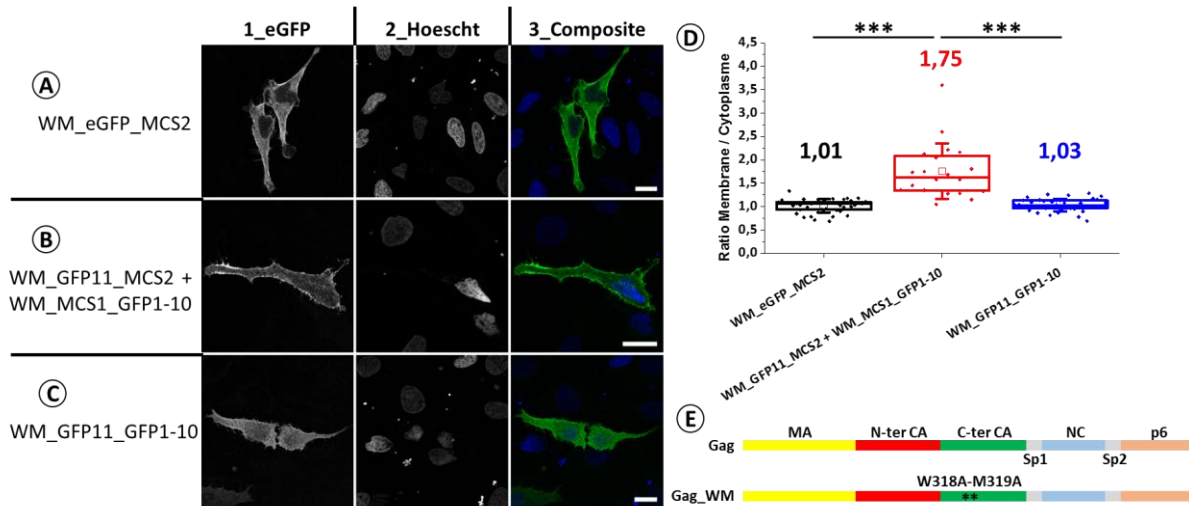 1_eGFP
2_Hoescht
3_Composite
A
WM_eGFP_MCS2
B
WM_GFP11_MCS2 +
WM_MCS1_GFP1-10
C
WM_GFP11_GFP1-10
D
*** ***
Ratio Membrane / Cytoplasme
4,5
4,0
3,5
3,0
2,5
2,0
1,5
1,0
0,5
0,0
1,01
1,75
1,03
WM_eGFP_MCS2
WM_GFP11_MCS2 + WM_MCS1_GFP1-10
WM_GFP11_GFP1-10
E
MA N-ter CA C-ter CA NC p6
Gag
Sp1 Sp2
W318A-M319A
Gag_WM **